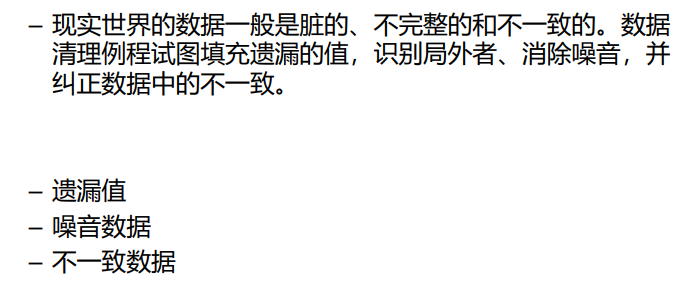 – 现实世界的数据一般是脏的、不完整的和不一致的。数据
清理例程试图填充遗漏的值，识别局外者、消除噪音，并
纠正数据中的不一致。
– 遗漏值
– 噪音数据
– 不一致数据